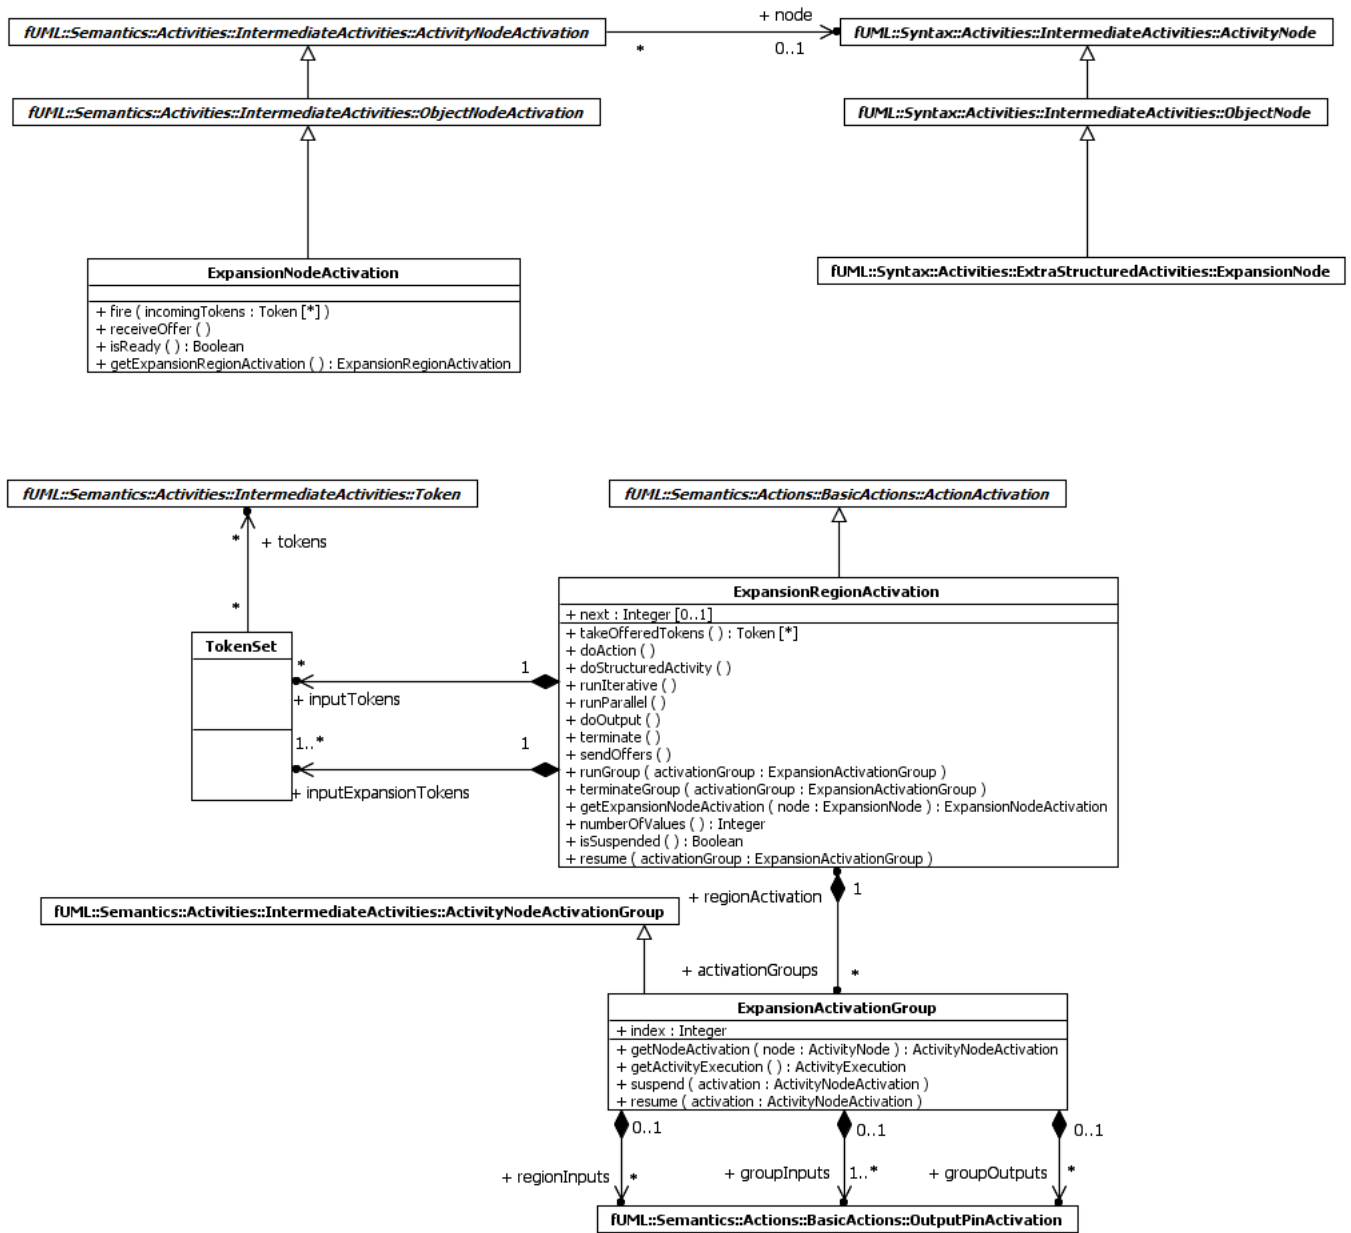 + node
fUML::Semantics::Activities::IntermediateActivities::ActivityNodeActivation
fUML::Syntax::Activities::IntermediateActivities::ActivityNode
*
0..1
fUML::Semantics::Activities::IntermediateActivities::ObjectNodeActivation
fUML::Syntax::Activities::IntermediateActivities::ObjectNode
ExpansionNodeActivation
+ fire ( incomingTokens : Token [*] )
+ receiveOffer ( )
+ isReady ( ) : Boolean
+ getExpansionRegionActivation ( ) : ExpansionRegionActivation
fUML::Syntax::Activities::ExtraStructuredActivities::ExpansionNode
fUML::Semantics::Activities::IntermediateActivities::Token
fUML::Semantics::Actions::BasicActions::ActionActivation
*
+ tokens
*
TokenSet
*
1
+ inputTokens
1..*
1
+ inputExpansionTokens
ExpansionRegionActivation
+ next : Integer [0..1]
+ takeOfferedTokens ( ) : Token [*]
+ doAction ( )
+ doStructuredActivity ( )
+ runIterative ( )
+ runParallel ( )
+ doOutput ( )
+ terminate ( )
+ sendOffers ( )
+ runGroup ( activationGroup : ExpansionActivationGroup )
+ terminateGroup ( activationGroup : ExpansionActivationGroup )
+ getExpansionNodeActivation ( node : ExpansionNode ) : ExpansionNodeActivation
+ numberOfValues ( ) : Integer
+ isSuspended ( ) : Boolean
+ resume ( activationGroup : ExpansionActivationGroup )
+ regionActivation
1
fUML::Semantics::Activities::IntermediateActivities::ActivityNodeActivationGroup
+ activationGroups
*
ExpansionActivationGroup
+ index : Integer
+ getNodeActivation ( node : ActivityNode ) : ActivityNodeActivation
+ getActivityExecution ( ) : ActivityExecution
+ suspend ( activation : ActivityNodeActivation )
+ resume ( activation : ActivityNodeActivation )
0..1
0..1
0..1
+ regionInputs
*
+ groupInputs
1..*
+ groupOutputs
*
fUML::Semantics::Actions::BasicActions::OutputPinActivation